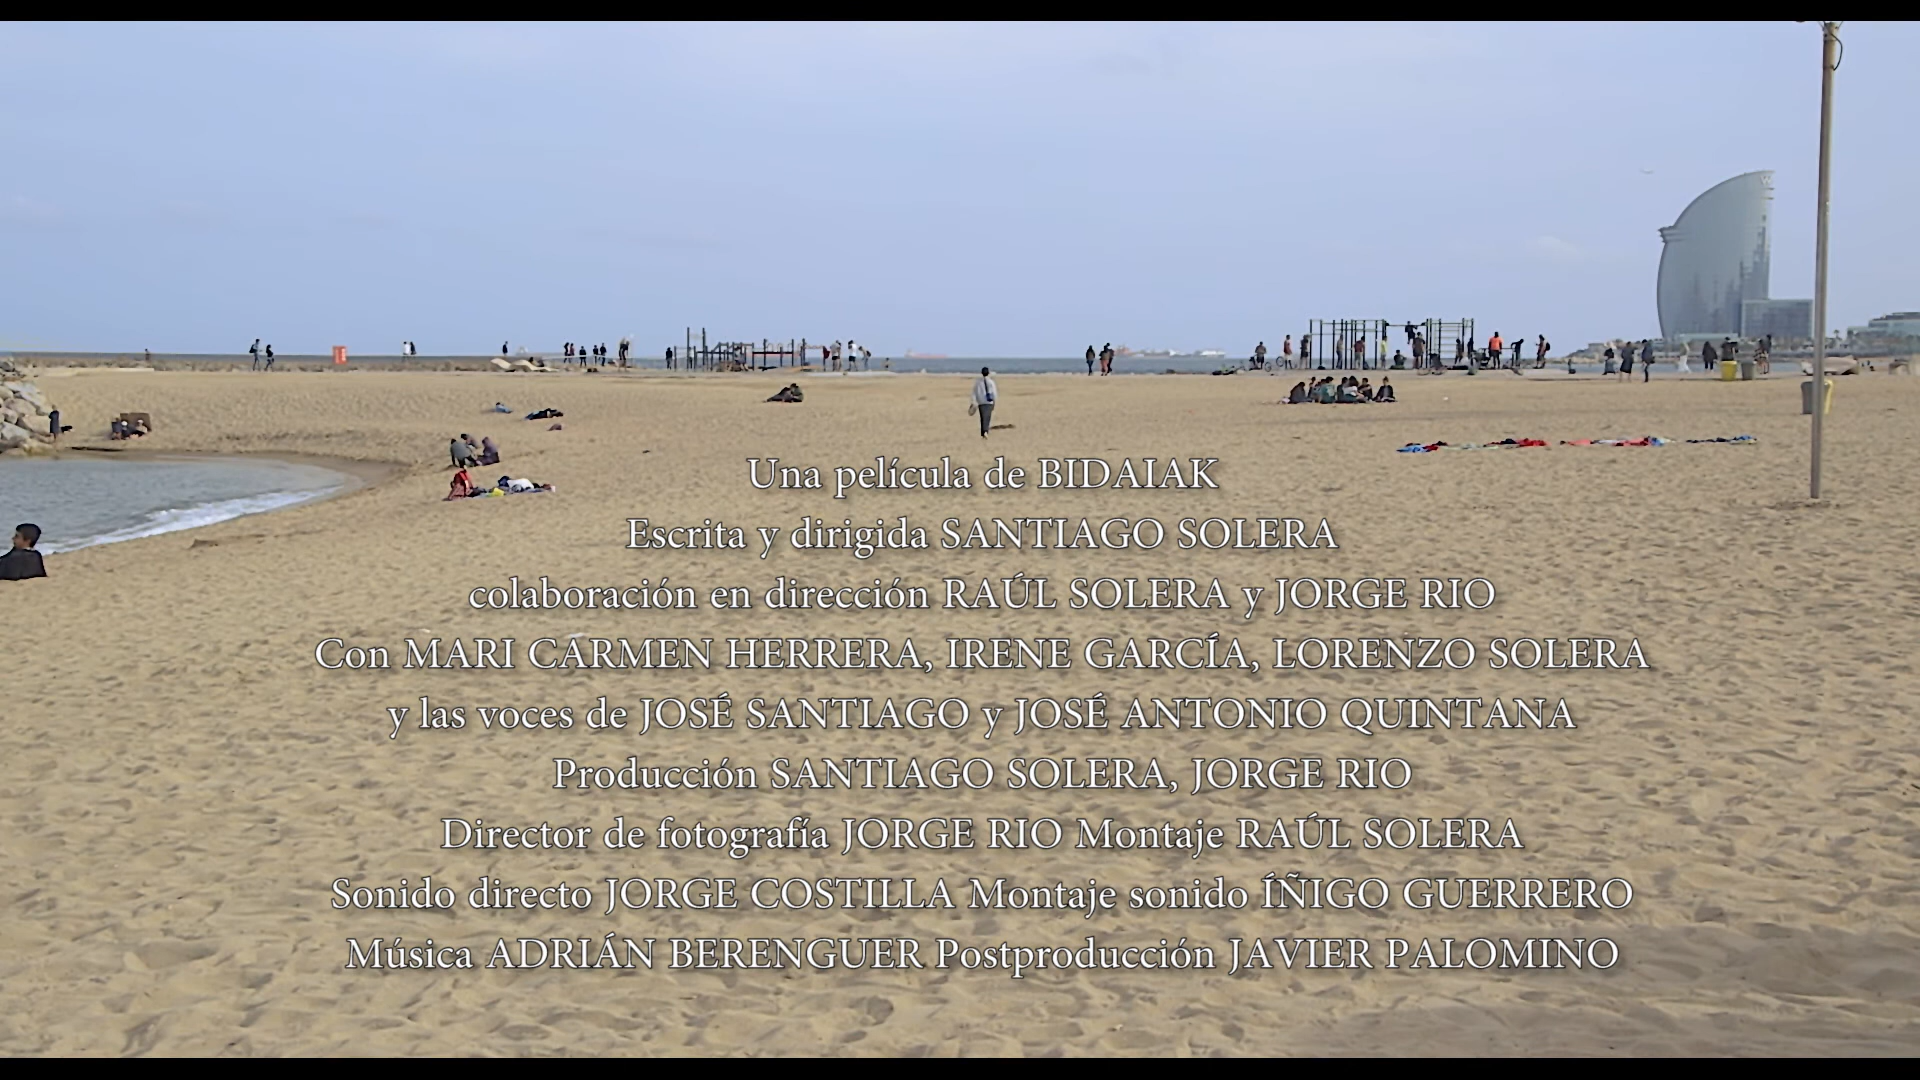 Una película de BIDAIAK
Escrita y dirigida SANTIAGO SOLERA
colaboración en dirección RAÚL SOLERA y JORGE RIO
Con MARI CARMEN HERRERA, IRENE GARCÍA, LORENZO SOLERA
y las voces de JOSÉ SANTIAGO y JOSÉ ANTONIO QUINTANA
Producción SANTIAGO SOLERA, JORGE RIO
Director de fotografía JORGE RIO Montaje RAÚL SOLERA
Sonido directo JORGE COSTILLA Montaje sonido ÍÑIGO GUERRERO
Música ADRIÁN BERENGUER Postproducción JAVIER PALOMINO